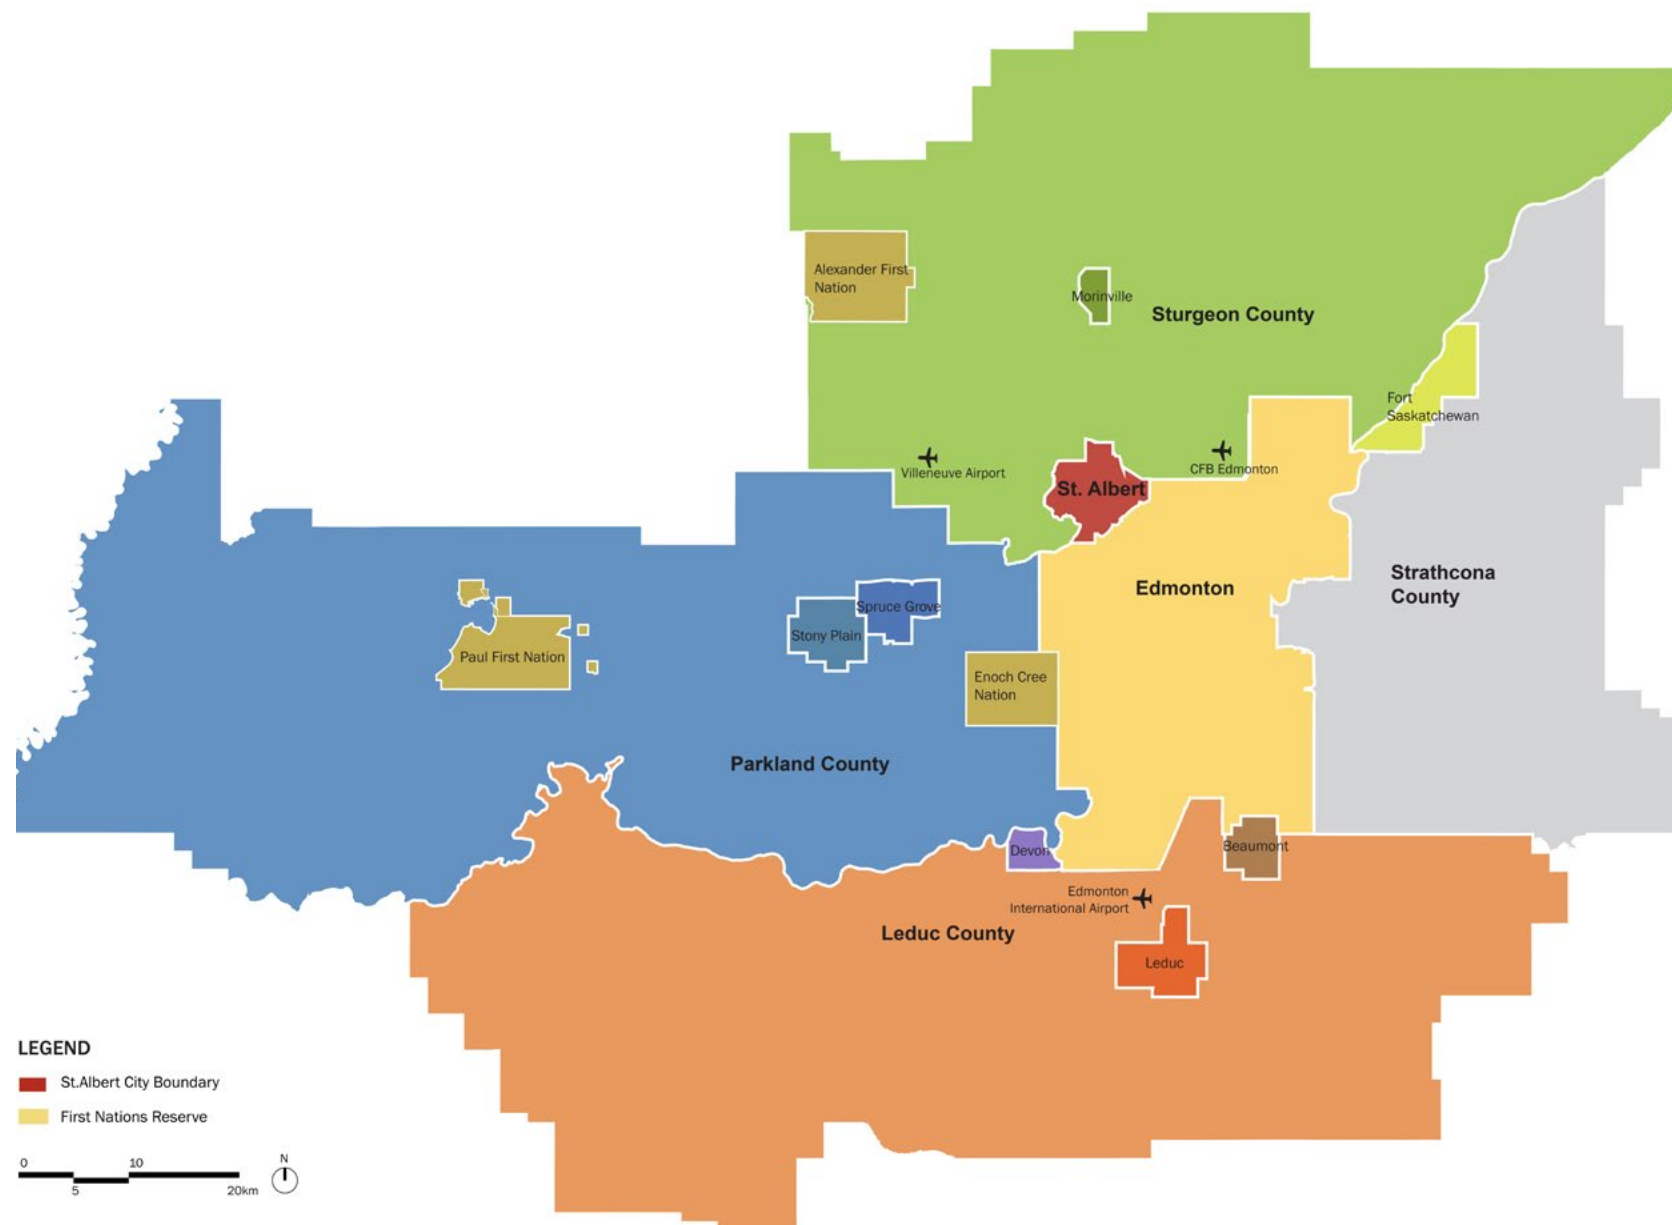 Alexander First
Nation
Morinville
Sturgeon County
Fort
Saskatchewan
Villeneuve Airport
CFB Edmonton
St. Albert
Strathcona
County
Edmonton
Spruce Grove
Stony Plain
Paul First Nation
Enoch Cree
Nation
Parkland County
Devon
Beaumont
Edmonton
International Airport
Leduc County
Leduc
LEGEND
St.Albert City Boundary
First Nations Reserve
0 10
5 20km
N